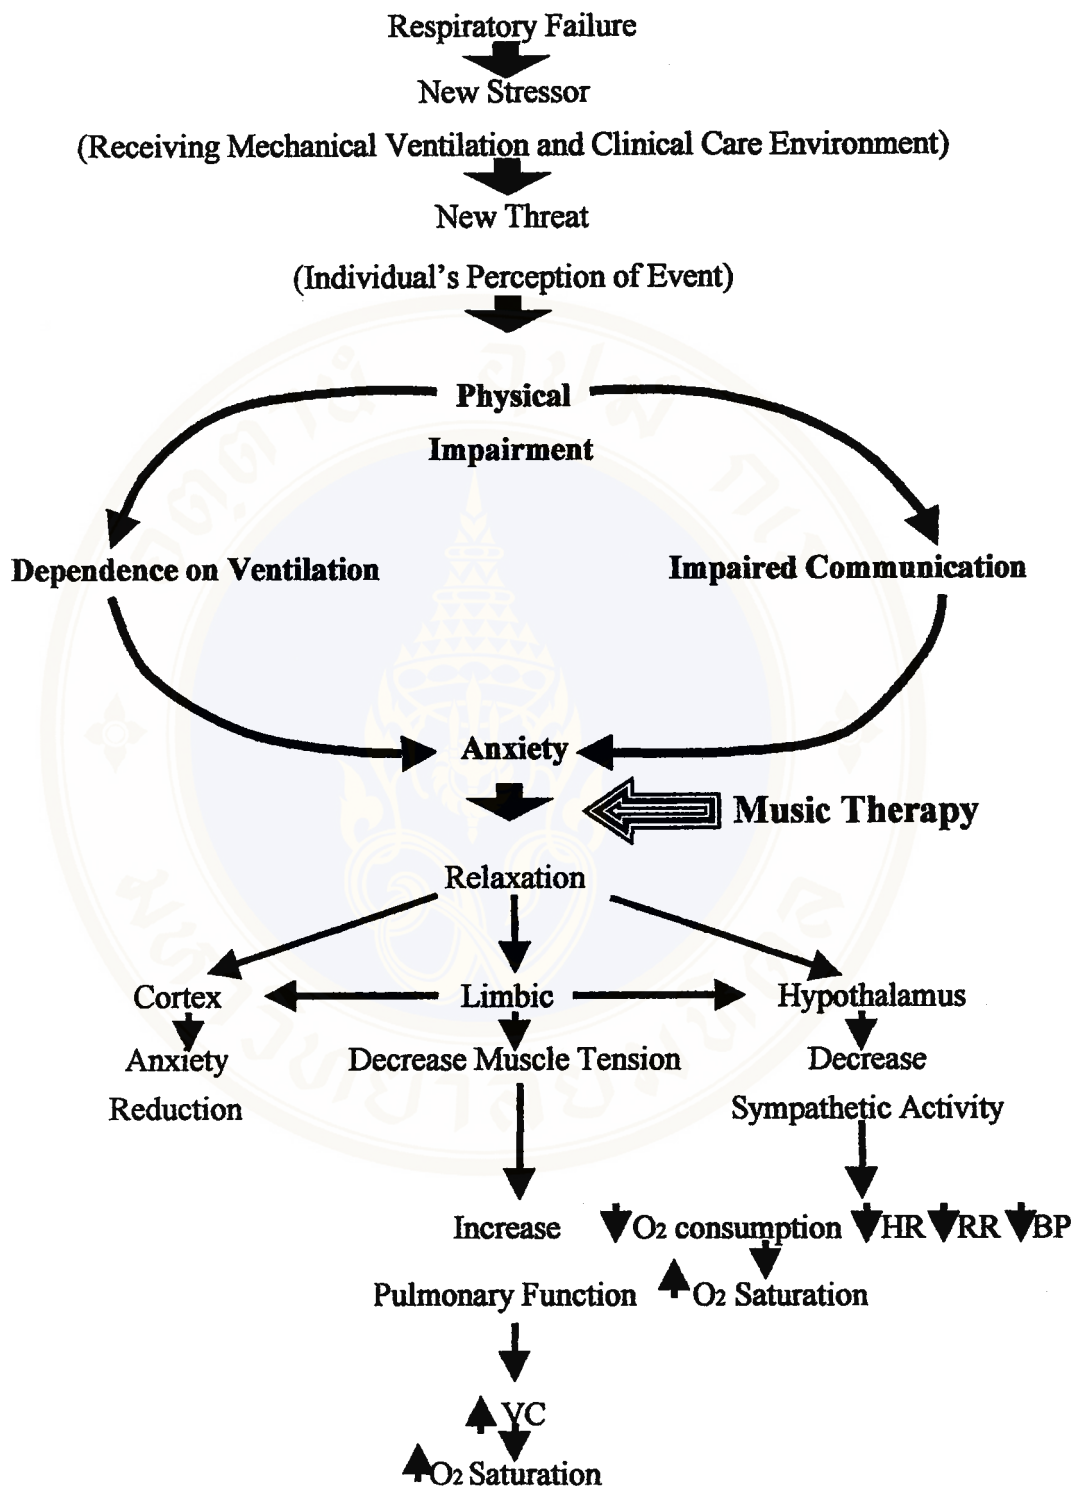 Respiratory Failure
New Stressor
(Receiving Mechanical Ventilation and Clinical Care Environment)
New Threat
(Individual's Perception of Event)
Physical
Impairment
Dependence on Ventilation
Impaired Communication
Anxiety
Music Therapy
Relaxation
Cortex
Limbic
Hypothalamus
Anxiety
Reduction
Decrease Muscle Tension
Decrease
Sympathetic Activity
Increase
Pulmonary Function
O2 consumption HR RR BP
O2 Saturation
VC
O2 Saturation